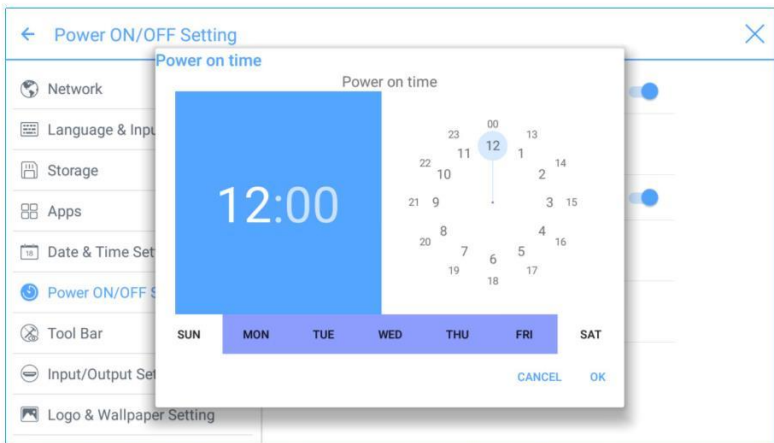 Power ON/OFF Setting
Power on time
Power on time
Network
Language & Inpu
Storage
Apps
Date & Time Set
18
Power ON/OFF S
Tool Bar
Input/Output Set
Logo & Wallpaper Setting
12:00
00
23 13
12
11 1
22 14
10 2
21 9 3 15
8 4
20 16
7 5
6
19 17
18
SUN MON TUE WED THU FRI SAT
CANCEL OK